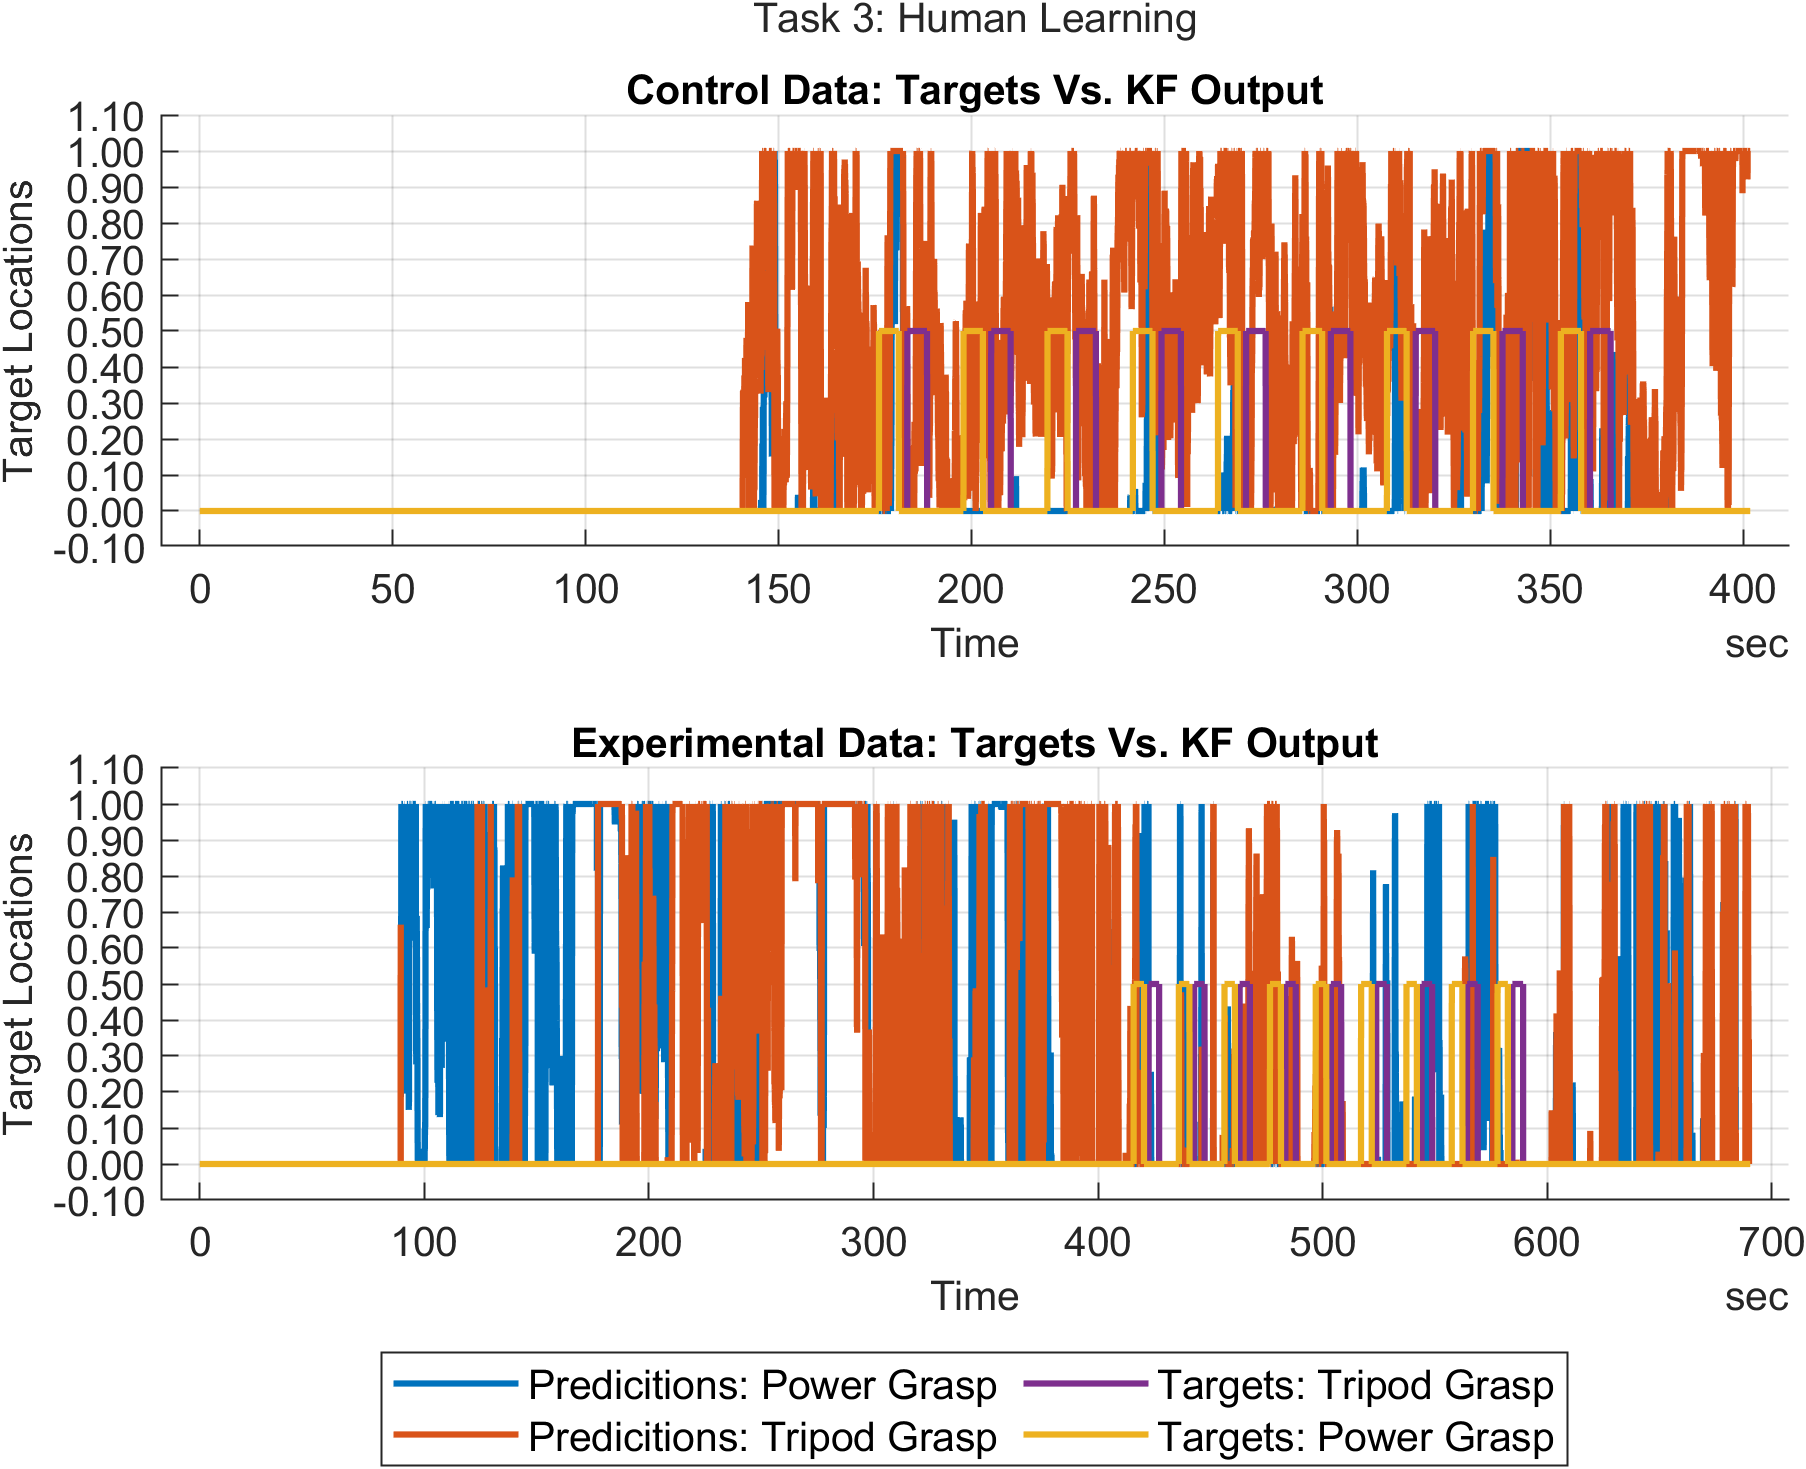 Task 3: Human Learning
Control Data: Targets Vs. KF Output
1.10
1.00
0.90
0.80
0.70
0.60
0.50
0.40
0.30
0.20
0.10
0.00
-0.10
Target Locations
0 50 100 150 200 250 300 350 400
Time
sec
Experimental Data: Targets Vs. KF Output
1.10
1.00
0.90
0.80
0.70
0.60
0.50
0.40
0.30
0.20
0.10
0.00
-0.10
Target Locations
0 100 200 300 400 500 600 700
Time
sec
Predicitions: Power Grasp
Targets: Tripod Grasp
Predicitions: Tripod Grasp
Targets: Power Grasp